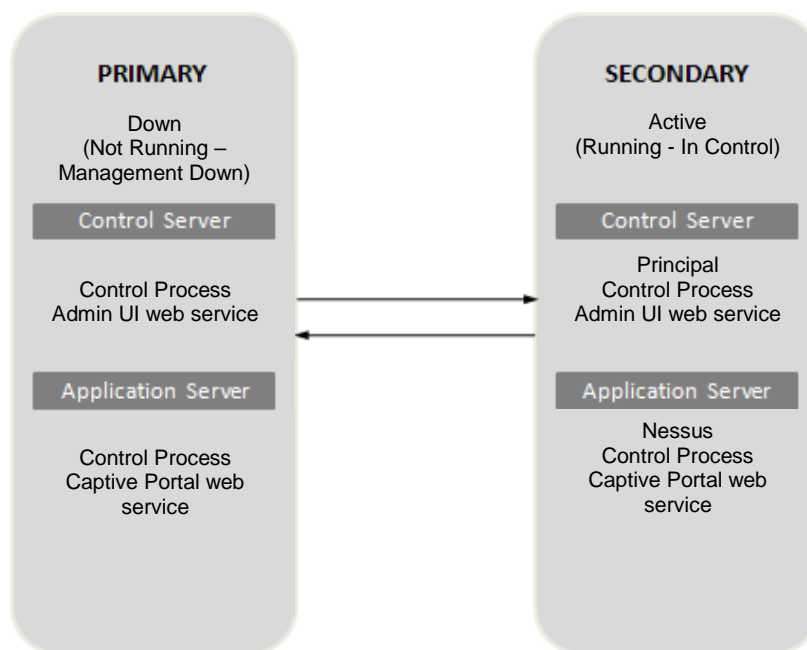 PRIMARY
Down
(Not Running –
Management Down)
Control Server
Control Process
Admin UI web service
Application Server
Control Process
Captive Portal web
service
SECONDARY
Active
(Running - In Control)
Control Server
Principal
Control Process
Admin UI web service
Application Server
Nessus
Control Process
Captive Portal web
service